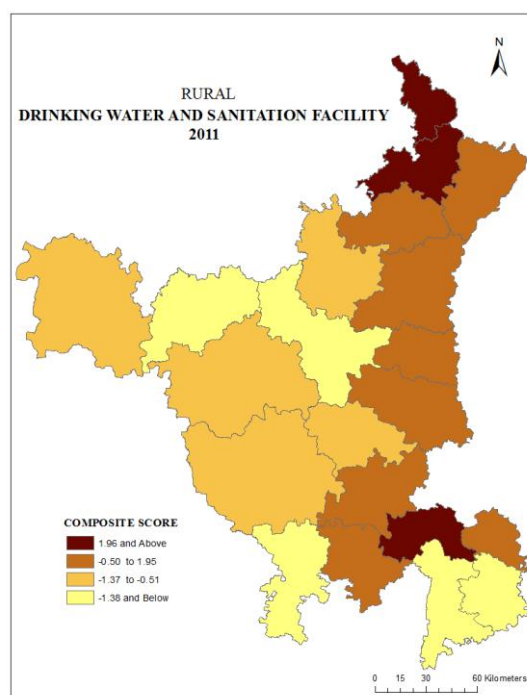 N
RURAL
DRINKING WATER AND SANITATION FACILITY
2011
COMPOSITE SCORE
1.96 and Above
-0.50 to 1.95
-1.37 to -0.51
-1.38 and Below
0 15 30 60 Kilometers